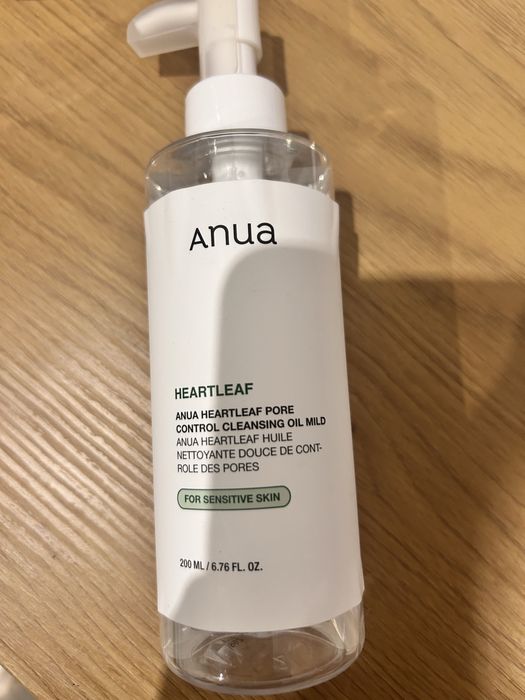 Anua
HEARTLEAF
ANUA HEARTLEAF PORE
CONTROL CLEANSING OIL MILD
ANUA HEARTLEAF HUILE
NETTOYANTE DOUCE DE CONT-
ROLE DES PORES
FOR SENSITIVE SKIN
200 ML / 6.76 FL. OZ.